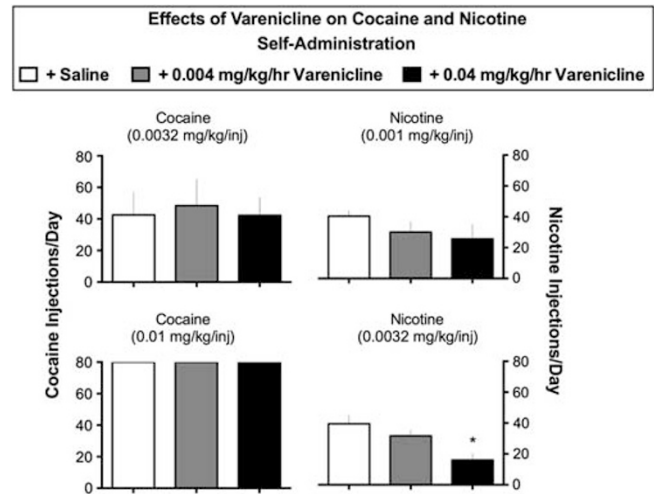 Effects of Varenicline on Cocaine and Nicotine
Self-Administration
+ Saline + 0.004 mg/kg/hr Varenicline + 0.04 mg/kg/hr Varenicline
Cocaine
(0.0032 mg/kg/inj)
80
60
40
20
0
Nicotine
(0.001 mg/kg/inj)
80
60
40
20
0
Cocaine Injections/Day
Nicotine Injections/Day
Cocaine
(0.01 mg/kg/inj)
80
60
40
20
0
Nicotine
(0.0032 mg/kg/inj)
80
60
40
20
0
*